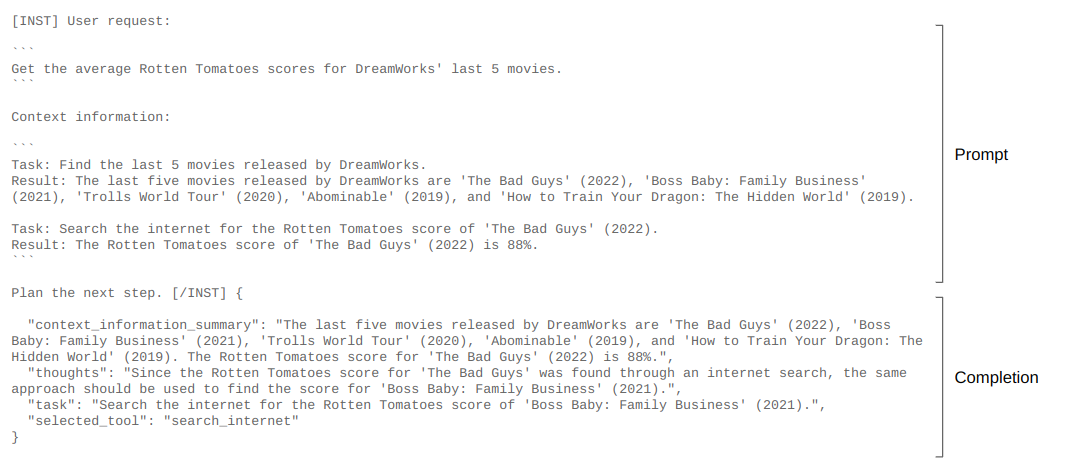 [INST] User request:
```
Get the average Rotten Tomatoes scores for DreamWorks' last 5 movies.
```
Context information:
```
Task: Find the last 5 movies released by DreamWorks.
Result: The last five movies released by DreamWorks are 'The Bad Guys' (2022), 'Boss Baby: Family Business'
(2021), 'Trolls World Tour' (2020), 'Abominable' (2019), and 'How to Train Your Dragon: The Hidden World' (2019).
Task: Search the internet for the Rotten Tomatoes score of 'The Bad Guys' (2022).
Result: The Rotten Tomatoes score of 'The Bad Guys' (2022) is 88%.
```
Plan the next step. [/INST] {
Prompt
"context_information_summary": "The last five movies released by DreamWorks are 'The Bad Guys' (2022), 'Boss
Baby: Family Business' (2021), 'Trolls World Tour' (2020), 'Abominable' (2019), and 'How to Train Your Dragon: The
Hidden World' (2019). The Rotten Tomatoes score for 'The Bad Guys' (2022) is 88%.",
"thoughts": "Since the Rotten Tomatoes score for 'The Bad Guys' was found through an internet search, the same
approach should be used to find the score for 'Boss Baby: Family Business' (2021).",
"task": "Search the internet for the Rotten Tomatoes score of 'Boss Baby: Family Business' (2021).",
"selected_tool": "search_internet"
}
Completion